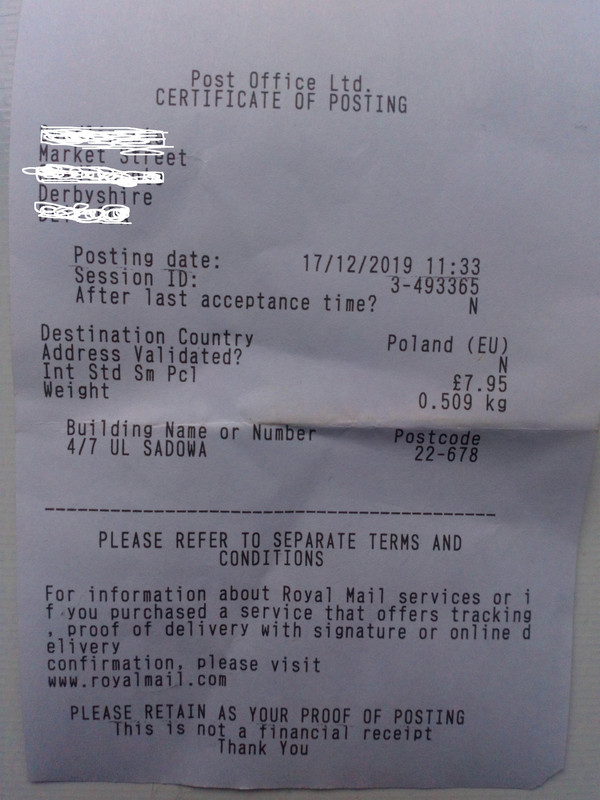 Post Office Ltd.
CERTIFICATE OF POSTING
Market Street
Derbyshire
Posting date: 17/12/2019 11:33
Session ID: 3-493365
After last acceptance time? N
Destination Country Poland (EU)
Address Validated? N
Int Std Sm Pcl £7.95
Weight 0.509 kg
Building Name or Number Postcode
4/7 UL SADOWA 22-678
PLEASE REFER TO SEPARATE TERMS AND
CONDITIONS
For information about Royal Mail services or i
f you purchased a service that offers tracking
, proof of delivery with signature or online d
elivery
confirmation, please visit
www.royalmail.com
PLEASE RETAIN AS YOUR PROOF OF POSTING
This is not a financial receipt
Thank You